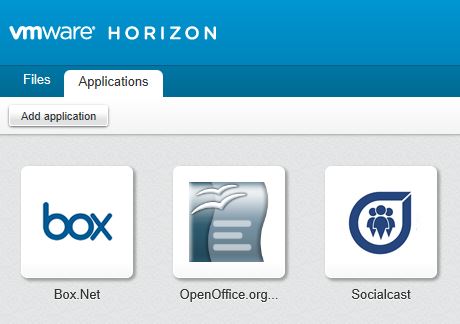 vmware® HORIZON
Files
Applications
Add application
box
Box.Net
OpenOffice.org...
Socialcast